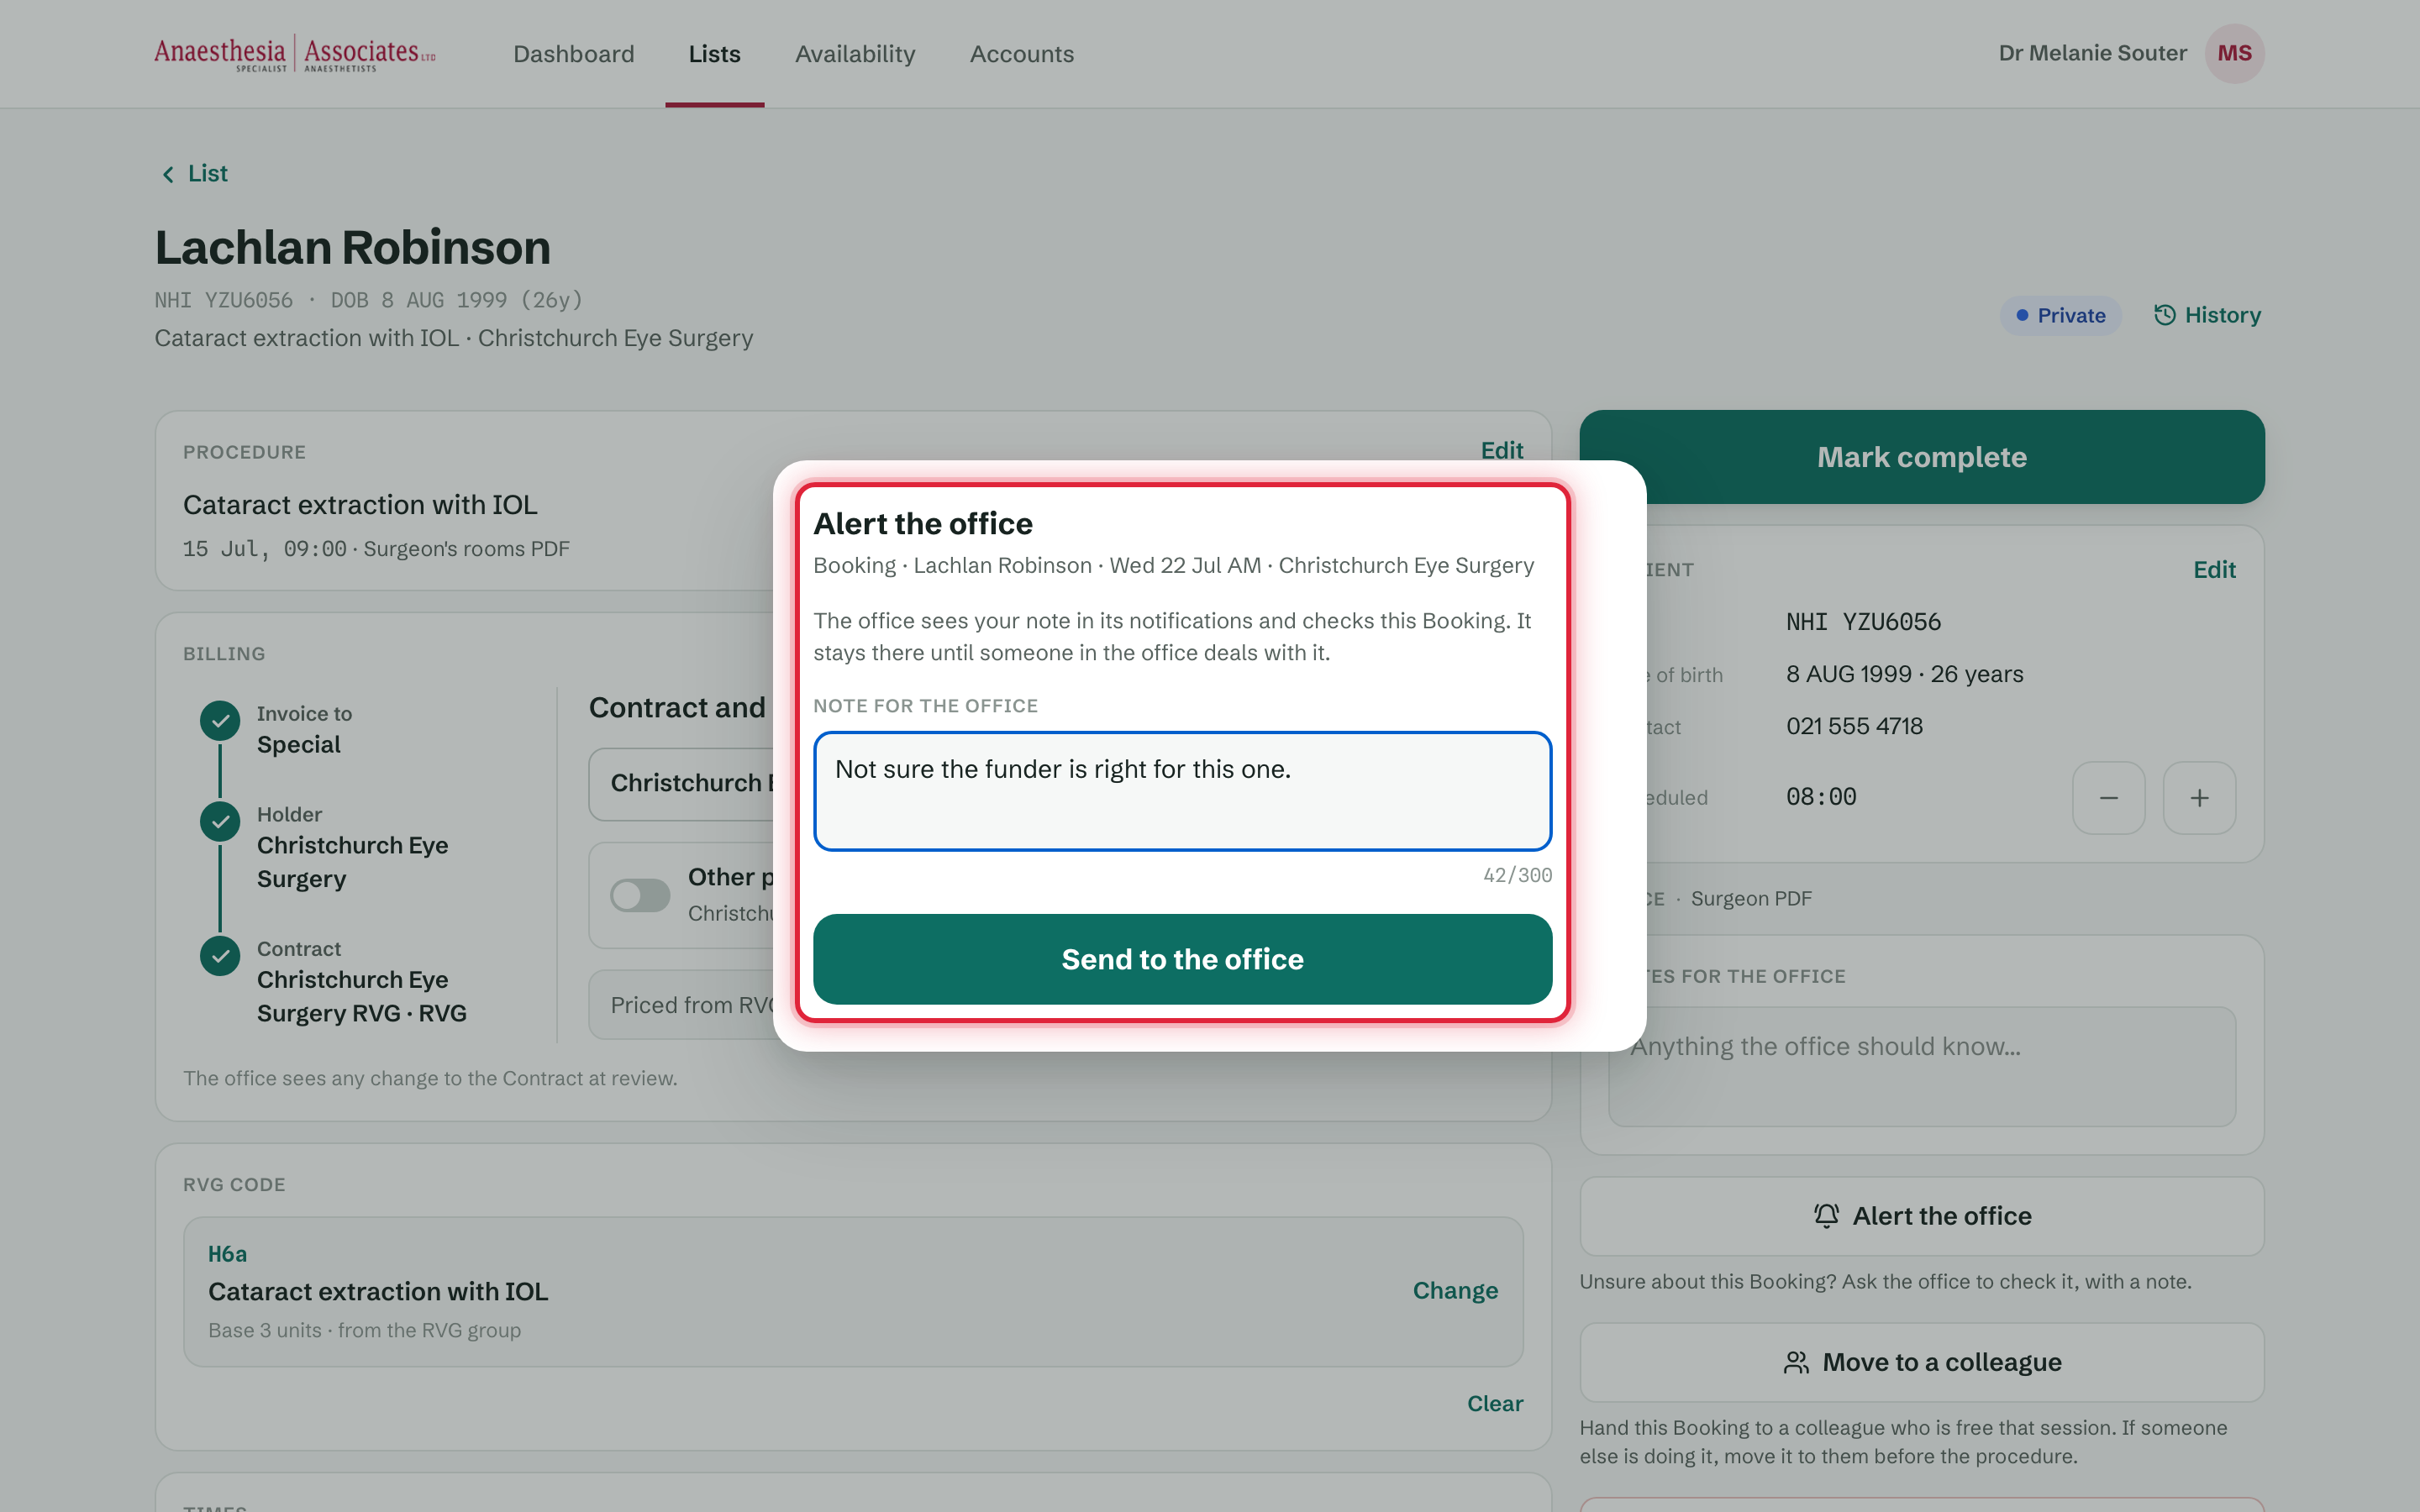 Anaesthesia | Associates LTD
SPECIALIST ANAESTHETISTS
Dashboard
Lists
Availability
Accounts
Dr Melanie Souter
MS
List
Lachlan Robinson
NHI YZU6056 · DOB 8 AUG 1999 (26y)
Cataract extraction with IOL · Christchurch Eye Surgery
Private
History
PROCEDURE
Edit
Cataract extraction with IOL
15 Jul, 09:00 · Surgeon's rooms PDF
BILLING
Invoice to
Special
Holder
Christchurch Eye
Surgery
Contract
Christchurch Eye
Surgery RVG · RVG
Contract and
Christchurch
Other
Priced from
The office sees any change to the Contract at review.
Alert the office
Booking · Lachlan Robinson · Wed 22 Jul AM · Christchurch Eye Surgery
The office sees your note in its notifications and checks this Booking. It
stays there until someone in the office deals with it.
NOTE FOR THE OFFICE
Not sure the funder is right for this one.
42/300
Send to the office
RVG CODE
H6a
Cataract extraction with IOL
Base 3 units · from the RVG group
Change
Clear
Mark complete
Edit
NHI YZU6056
of birth
8 AUG 1999 · 26 years
021 555 4718
08:00
· Surgeon PDF
FOR THE OFFICE
Anything the office should know...
Alert the office
Unsure about this Booking? Ask the office to check it, with a note.
Move to a colleague
Hand this Booking to a colleague who is free that session. If someone
else is doing it, move it to them before the procedure.